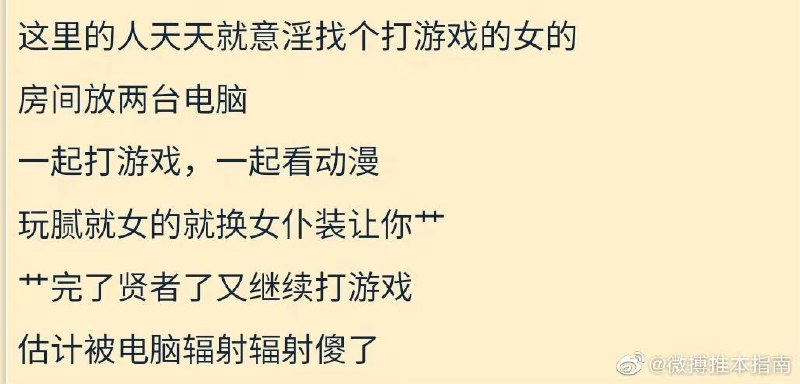 这里的人天天就意淫找个打游戏的女的
房间放两台电脑
一起打游戏，一起看动漫
玩腻就女的就换女仆装让你艹
艹完了贤者了又继续打游戏
估计被电脑辐射辐射傻了
@微博推本指南